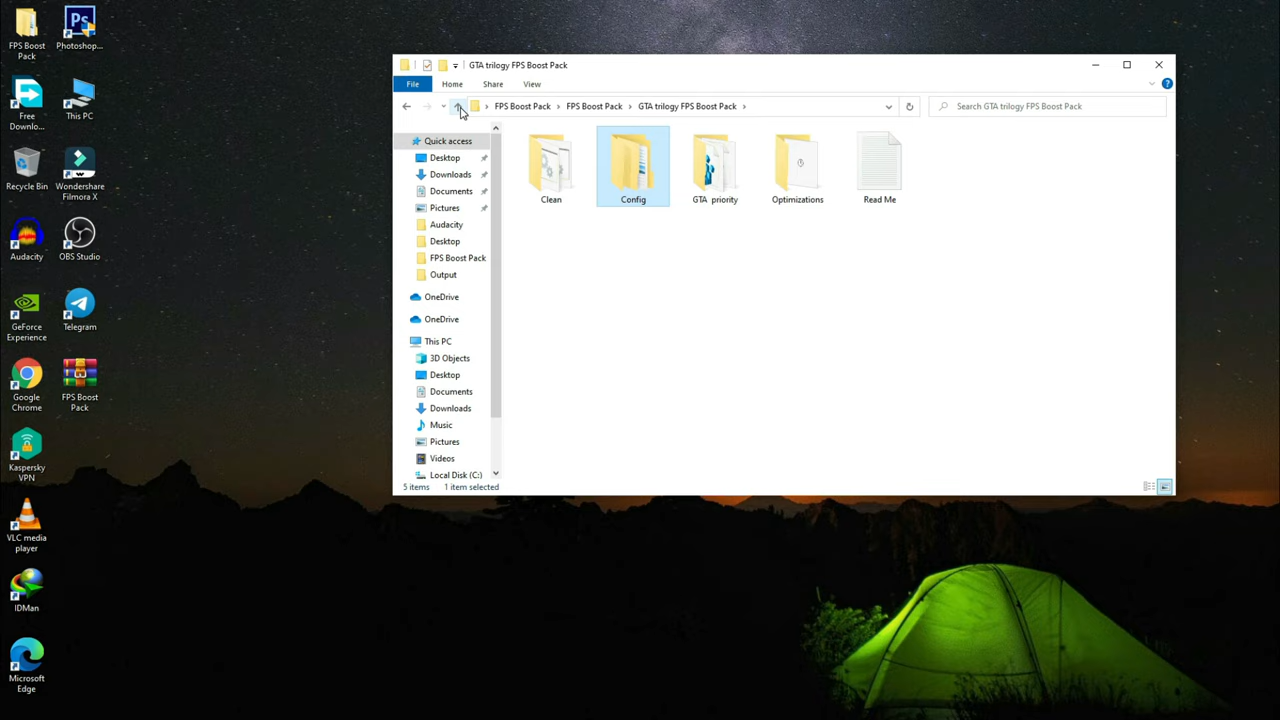 FPS Boost
Pack
Photoshop...
Free
Downlo...
This PC
Recycle Bin
Wondershare
Filmora X
Audacity
OBS Studio
GeForce
Experience
Telegram
Google
Chrome
FPS Boost
Pack
Kaspersky
VPN
VLC media
player
IDMan
Microsoft
Edge
GTA trilogy FPS Boost Pack
File Home Share View
FPS Boost Pack > FPS Boost Pack > GTA trilogy FPS Boost Pack >
Search GTA trilogy FPS Boost Pack
Quick access
Desktop
Downloads
Documents
Pictures
Audacity
Desktop
FPS Boost Pack
Output
OneDrive
OneDrive
This PC
3D Objects
Desktop
Documents
Downloads
Music
Pictures
Videos
Local Disk (C:)
Clean
Config
GTA priority
Optimizations
Read Me
5 items 1 item selected